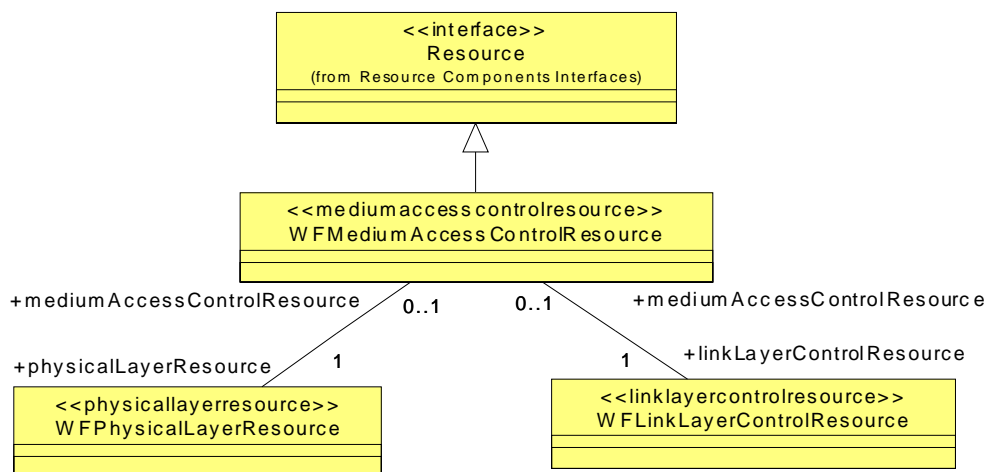 <<interface>>
Resource
(from Resource Components Interfaces)
<<mediumaccesscontrolresource>>
WFMediumAccessControlResource
+mediumAccessControlResource
0..1
0..1
+mediumAccessControlResource
+physicalLayerResource
1
1
+linkLayerControlResource
<<physicallayerresource>>
WFPhysicalLayerResource
<<linklayercontrolresource>>
WFLinkLayerControlResource